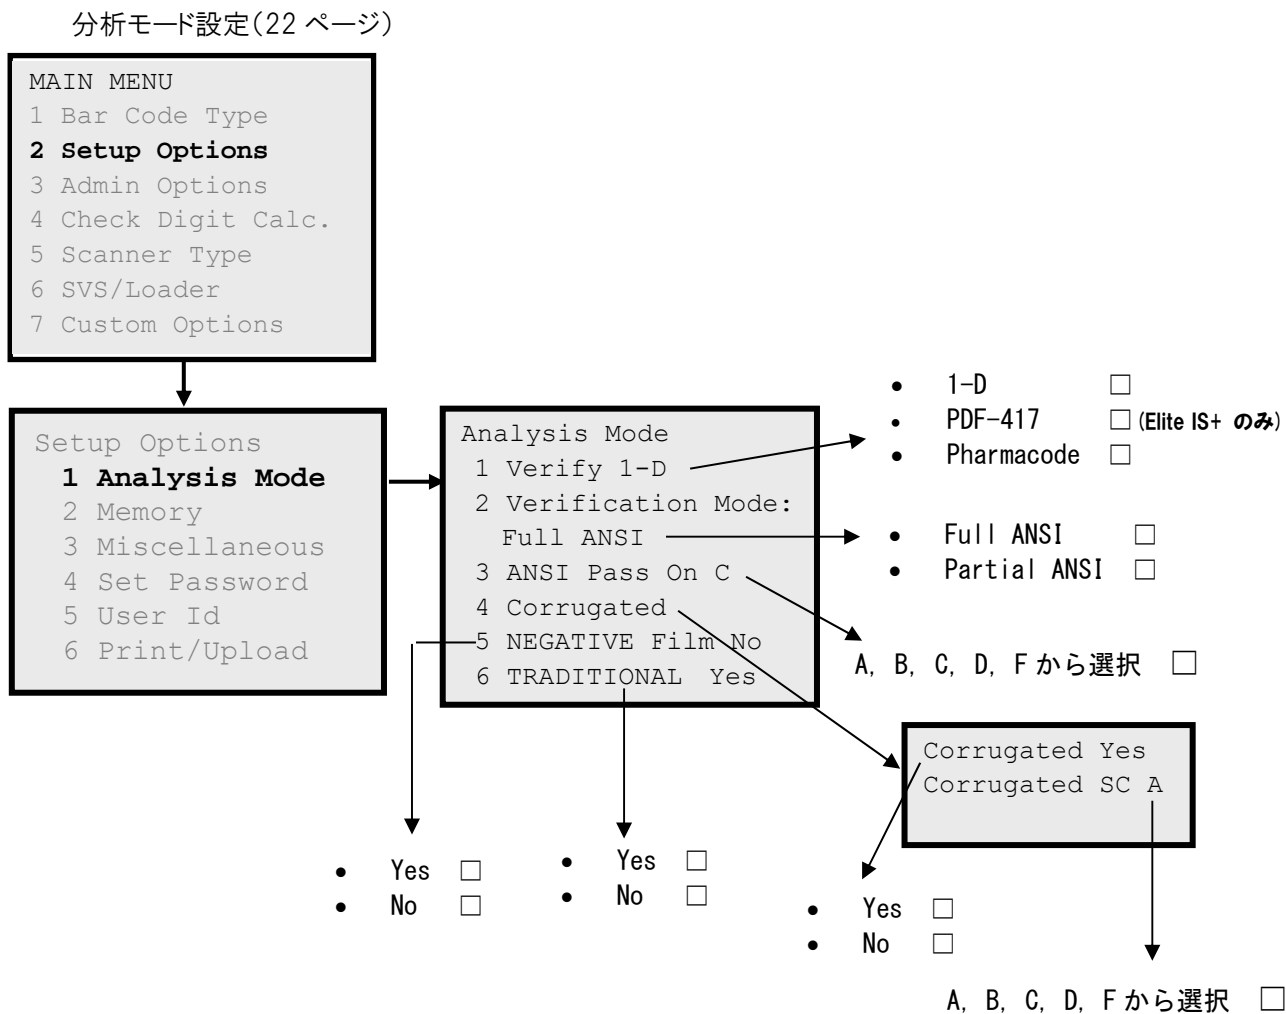 分析モード設定（22 ページ）
MAIN MENU
1 Bar Code Type
2 Setup Options
3 Admin Options
4 Check Digit Calc.
5 Scanner Type
6 SVS/Loader
7 Custom Options
Setup Options
1 Analysis Mode
2 Memory
3 Miscellaneous
4 Set Password
5 User Id
6 Print/Upload
Analysis Mode
1 Verify 1-D
2 Verification Mode:
Full ANSI
3 ANSI Pass On C
4 Corrugated
5 NEGATIVE Film No
6 TRADITIONAL Yes
• 1-D □
• PDF-417 □ (Elite IS+ のみ)
• Pharmacode □
• Full ANSI □
• Partial ANSI □
A, B, C, D, F から選択 □
Corrugated Yes
Corrugated SC A
• Yes □
• No □
• Yes □
• No □
• Yes □
• No □
A, B, C, D, F から選択 □